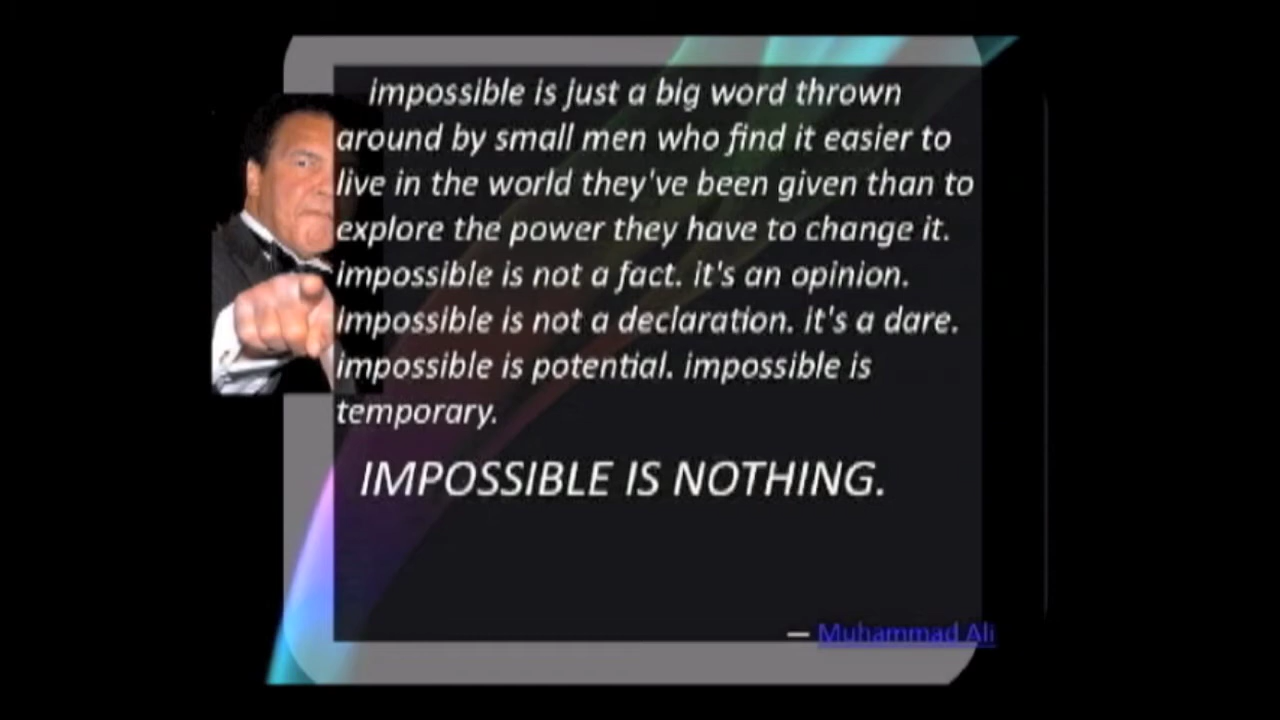 impossible is just a big word thrown
around by small men who find it easier to
live in the world they've been given than to
explore the power they have to change it.
impossible is not a fact. it's an opinion.
impossible is not a declaration. it's a dare.
impossible is potential. impossible is
temporary.
IMPOSSIBLE IS NOTHING.
— Muhammad Ali